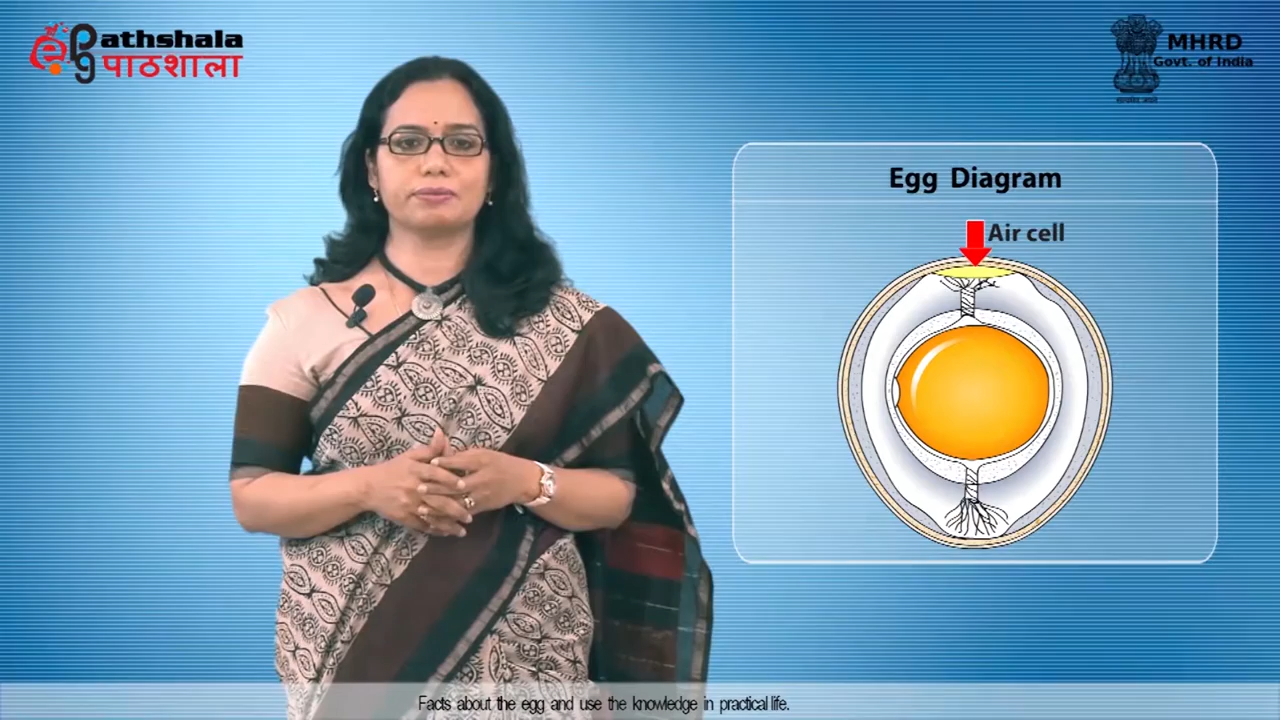 ePG Pathshala
पाठशाला
MHRD
Govt. of India
Egg Diagram
Air cell
Facts about the egg and use the knowledge in practical life.